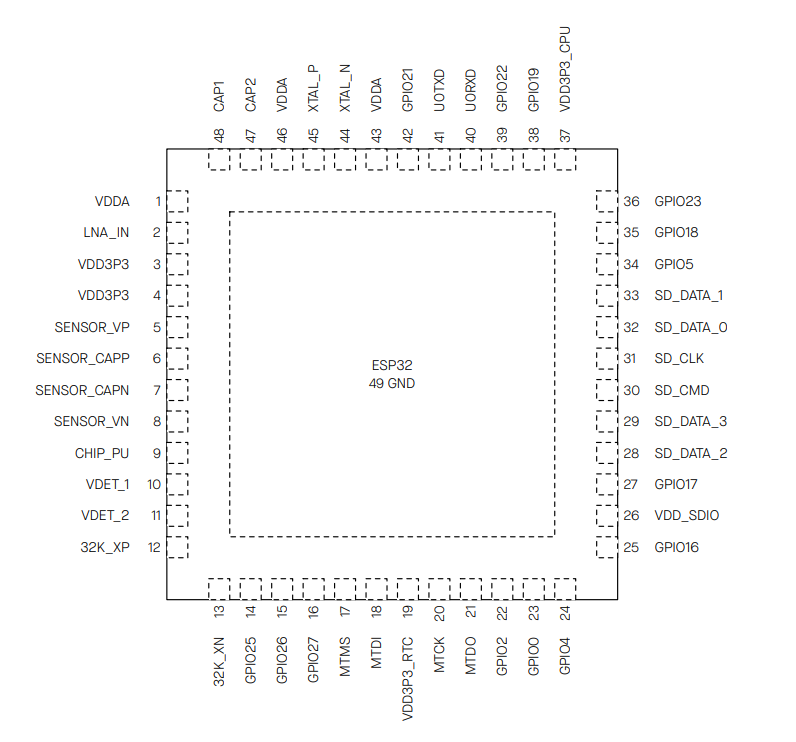 CAP1
CAP2
VDDA
XTAL_P
XTAL_N
VDDA
GPIO21
U0TXD
U0RXD
GPIO22
GPIO19
VDD3P3_CPU
48
47
46
45
44
43
42
41
40
39
38
37
VDDA 1
LNA_IN 2
VDD3P3 3
VDD3P3 4
SENSOR_VP 5
SENSOR_CAPP 6
SENSOR_CAPN 7
SENSOR_VN 8
CHIP_PU 9
VDET_1 10
VDET_2 11
32K_XP 12
ESP32
49 GND
36 GPIO23
35 GPIO18
34 GPIO5
33 SD_DATA_1
32 SD_DATA_0
31 SD_CLK
30 SD_CMD
29 SD_DATA_3
28 SD_DATA_2
27 GPIO17
26 VDD_SDIO
25 GPIO16
13
14
15
16
17
18
19
20
21
22
23
24
32K_XN
GPIO25
GPIO26
GPIO27
MTMS
MTDI
VDD3P3_RTC
MTCK
MTDO
GPIO2
GPIO0
GPIO4